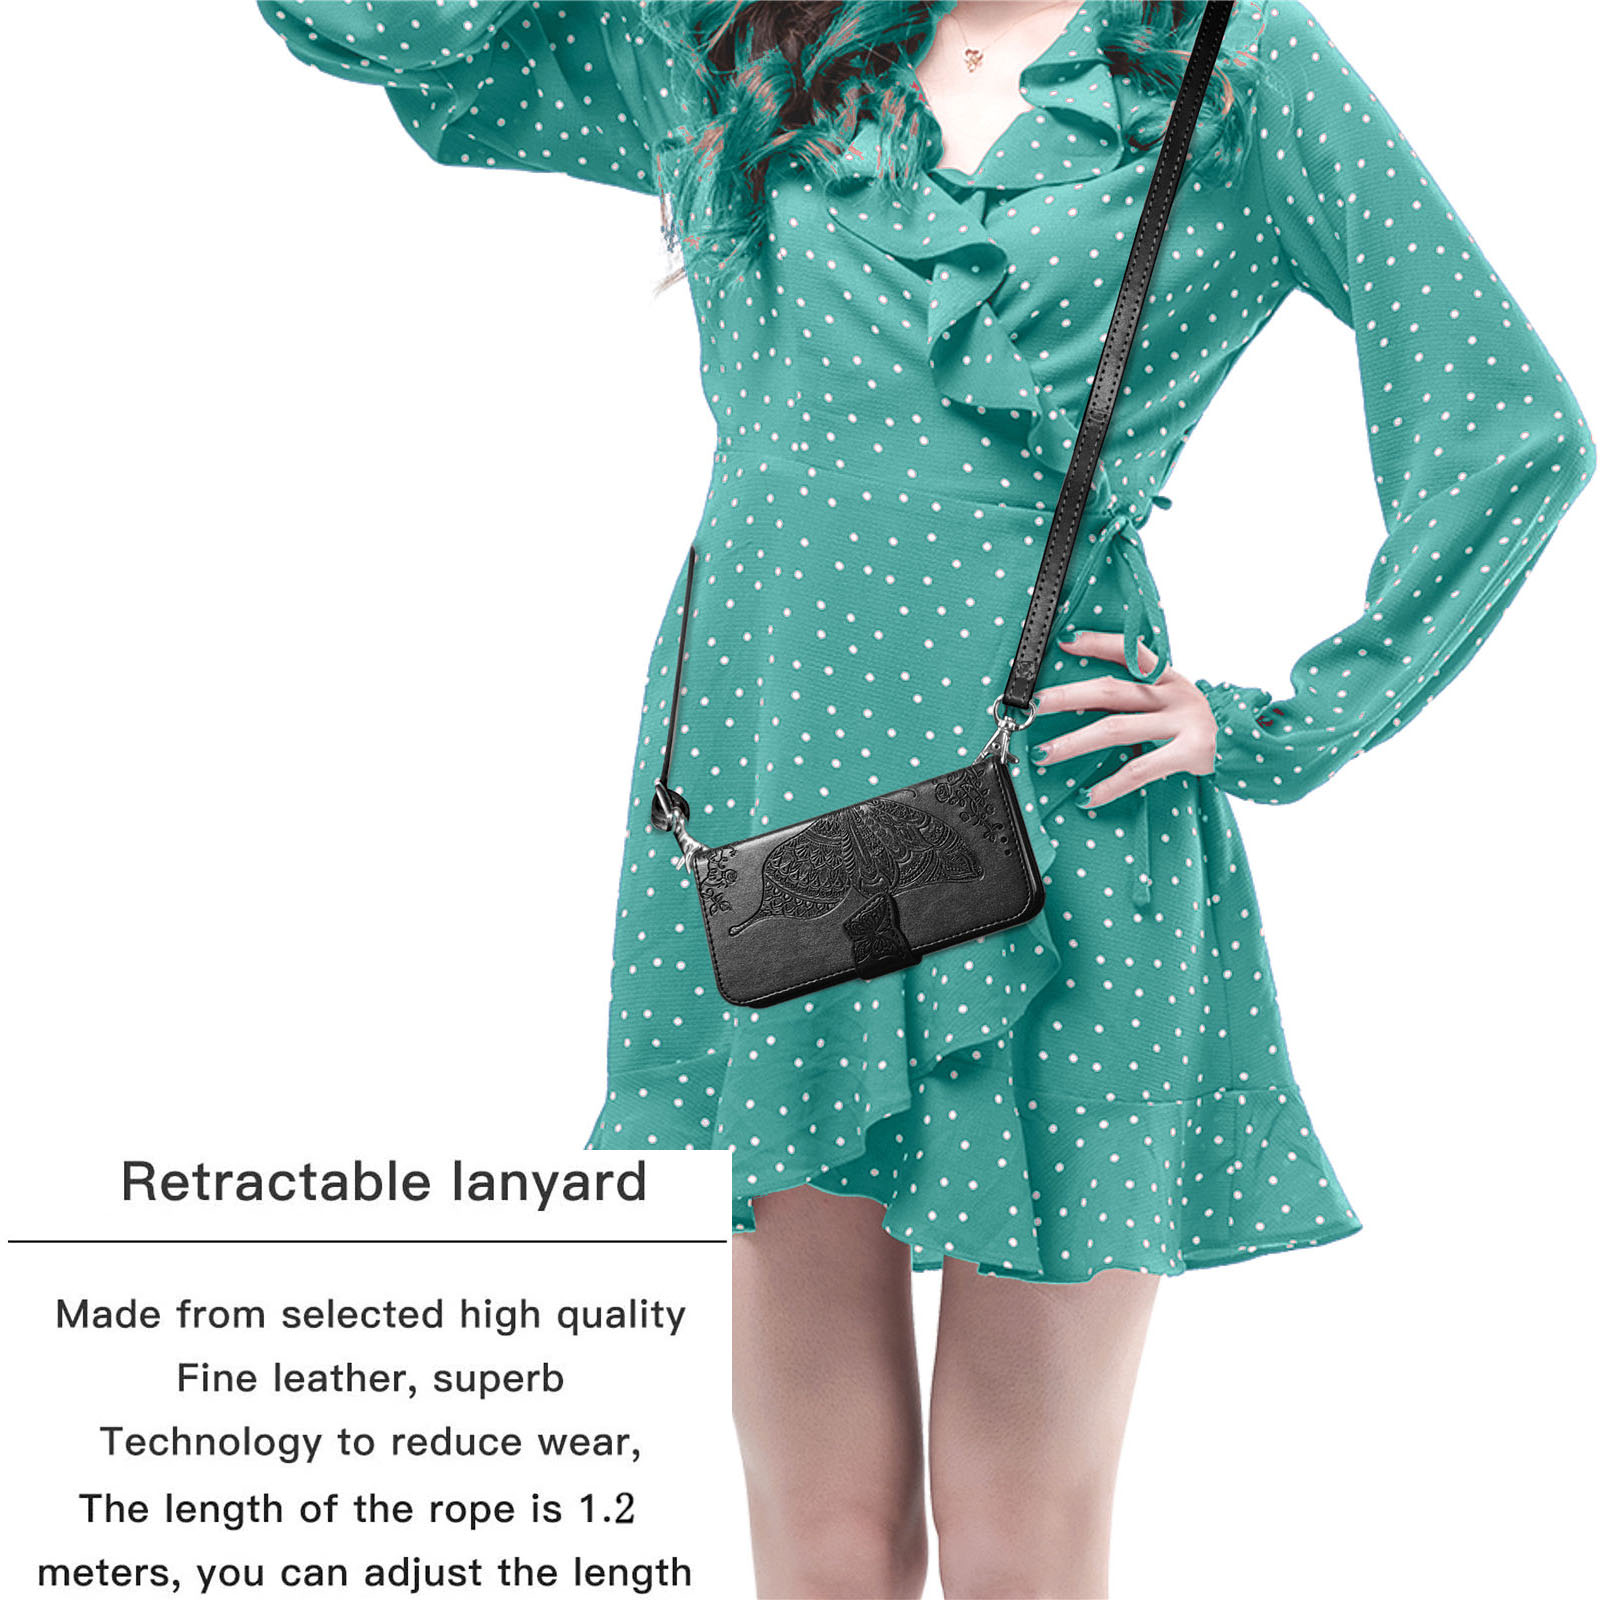 Retractable lanyard
Made from selected high quality
Fine leather, superb
Technology to reduce wear,
The length of the rope is 1.2
meters, you can adjust the length